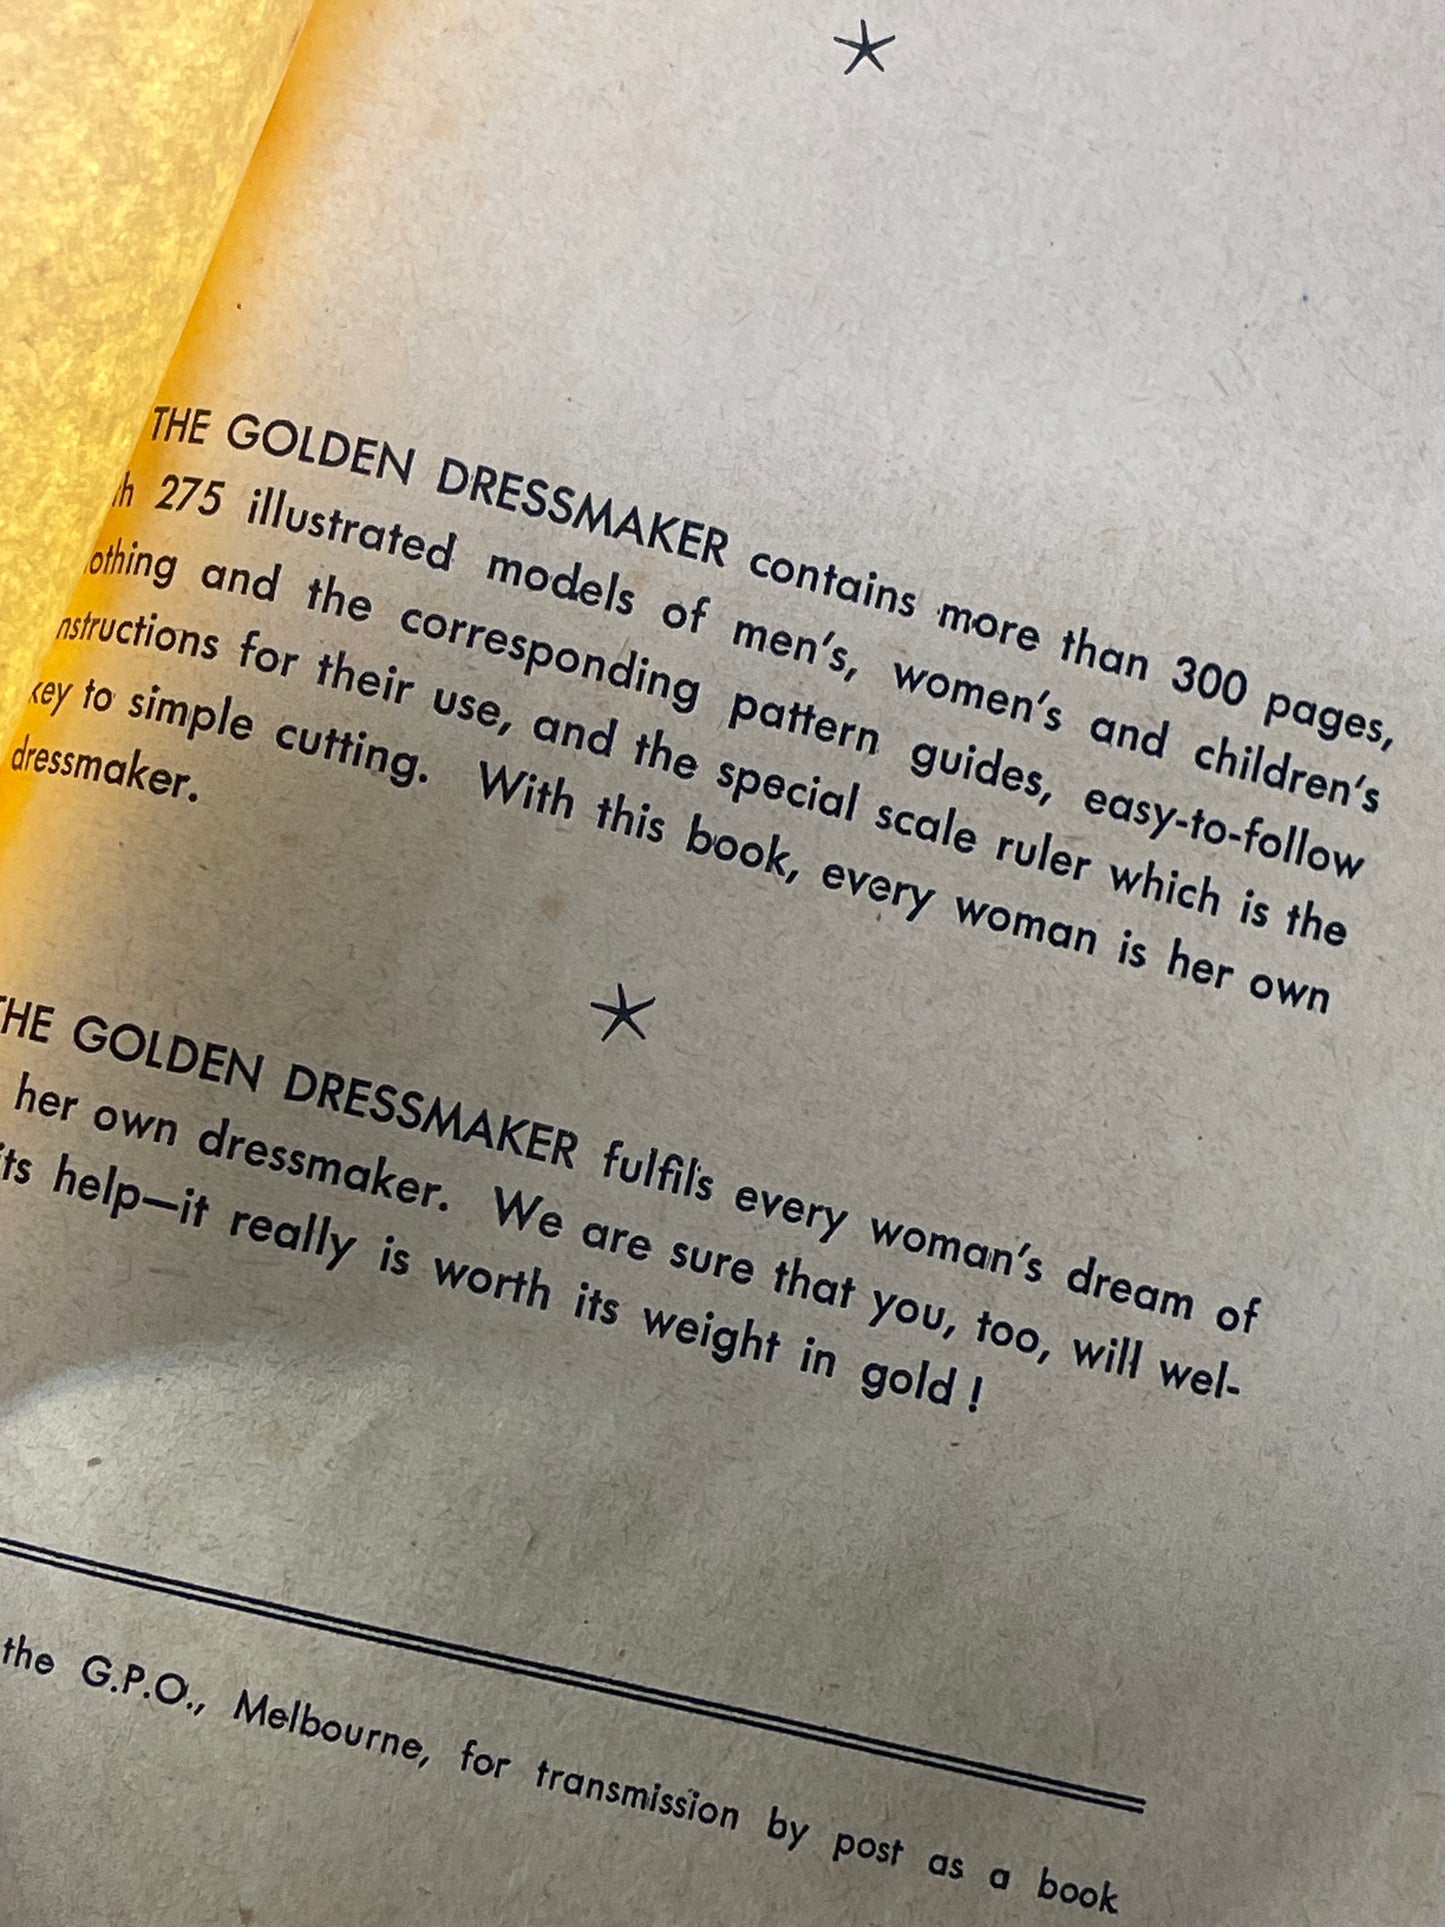 THE GOLDEN DRESSMAKER contains more than 300 pages,
275 illustrated models of men's, women's and children's
and the corresponding pattern guides, easy-to-follow
nstructions for their use, and the special scale ruler which is the
key to simple cutting. With this book, every woman is her own
dressmaker.
THE GOLDEN DRESSMAKER fulfils every woman's dream of
her own dressmaker. We are sure that you, too, will wel-
its help—it really is worth its weight in gold !
the G.P.O., Melbourne, for transmission by post as a book